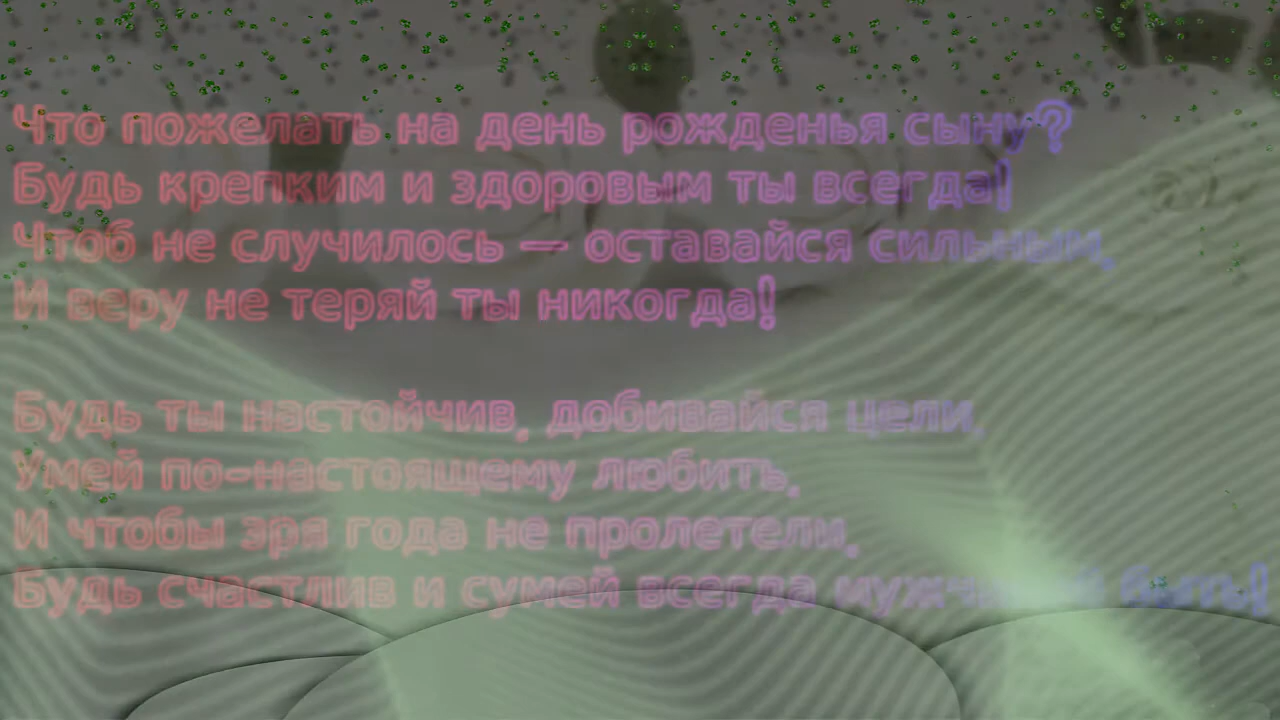 Что пожелать на день рожденья сыну?
Будь крепким и здоровым ты всегда!
Чтоб не случилось — оставайся сильным,
И веру не теряй ты никогда!
Будь ты настойчив, добивайся цели,
Умей по-настоящему любить,
И чтобы зря года не пролетели,
Будь счастлив и сумей всегда мужчиной быть!